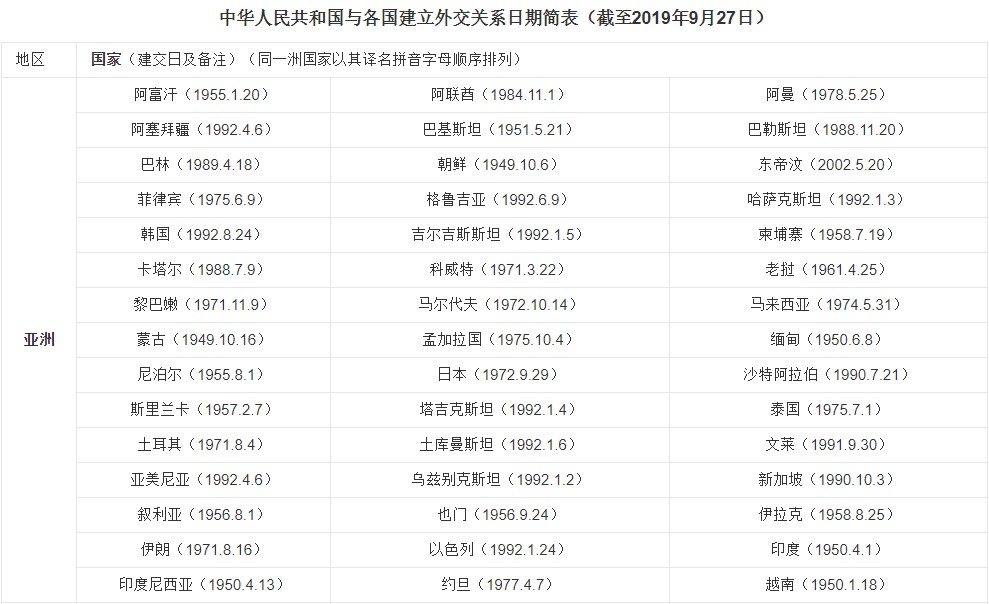 中华人民共和国与各国建立外交关系日期简表（截至2019年9月27日）
地区 国家（建交日及备注）（同一洲国家以其译名拼音字母顺序排列）
阿富汗（1955.1.20） 阿联酋（1984.11.1） 阿曼（1978.5.25）
阿塞拜疆（1992.4.6） 巴基斯坦（1951.5.21） 巴勒斯坦（1988.11.20）
巴林（1989.4.18） 朝鲜（1949.10.6） 东帝汶（2002.5.20）
菲律宾（1975.6.9） 格鲁吉亚（1992.6.9） 哈萨克斯坦（1992.1.3）
韩国（1992.8.24） 吉尔吉斯斯坦（1992.1.5） 柬埔寨（1958.7.19）
卡塔尔（1988.7.9） 科威特（1971.3.22） 老挝（1961.4.25）
黎巴嫩（1971.11.9） 马尔代夫（1972.10.14） 马来西亚（1974.5.31）
亚洲 蒙古（1949.10.16） 孟加拉国（1975.10.4） 缅甸（1950.6.8）
尼泊尔（1955.8.1） 日本（1972.9.29） 沙特阿拉伯（1990.7.21）
斯里兰卡（1957.2.7） 塔吉克斯坦（1992.1.4） 泰国（1975.7.1）
土耳其（1971.8.4） 土库曼斯坦（1992.1.6） 文莱（1991.9.30）
亚美尼亚（1992.4.6） 乌兹别克斯坦（1992.1.2） 新加坡（1990.10.3）
叙利亚（1956.8.1） 也门（1956.9.24） 伊拉克（1958.8.25）
伊朗（1971.8.16） 以色列（1992.1.24） 印度（1950.4.1）
印度尼西亚（1950.4.13） 约旦（1977.4.7） 越南（1950.1.18）